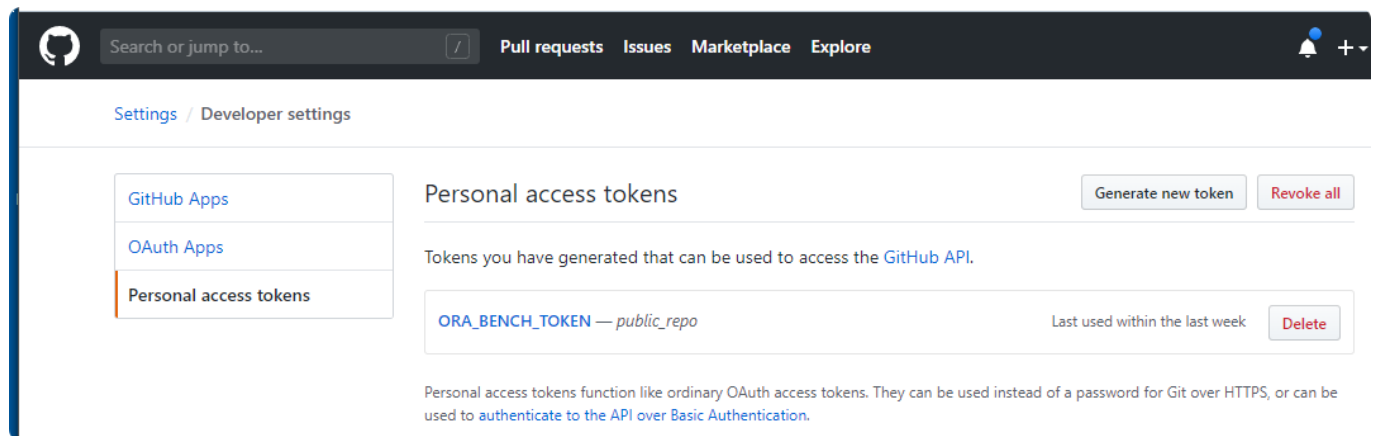 Search or jump to... /
Pull requests Issues Marketplace Explore
Settings / Developer settings
GitHub Apps
OAuth Apps
Personal access tokens
Personal access tokens
Generate new token
Revoke all
Tokens you have generated that can be used to access the GitHub API.
ORA_BENCH_TOKEN — public_repo
Last used within the last week
Delete
Personal access tokens function like ordinary OAuth access tokens. They can be used instead of a password for Git over HTTPS, or can be
used to authenticate to the API over Basic Authentication.